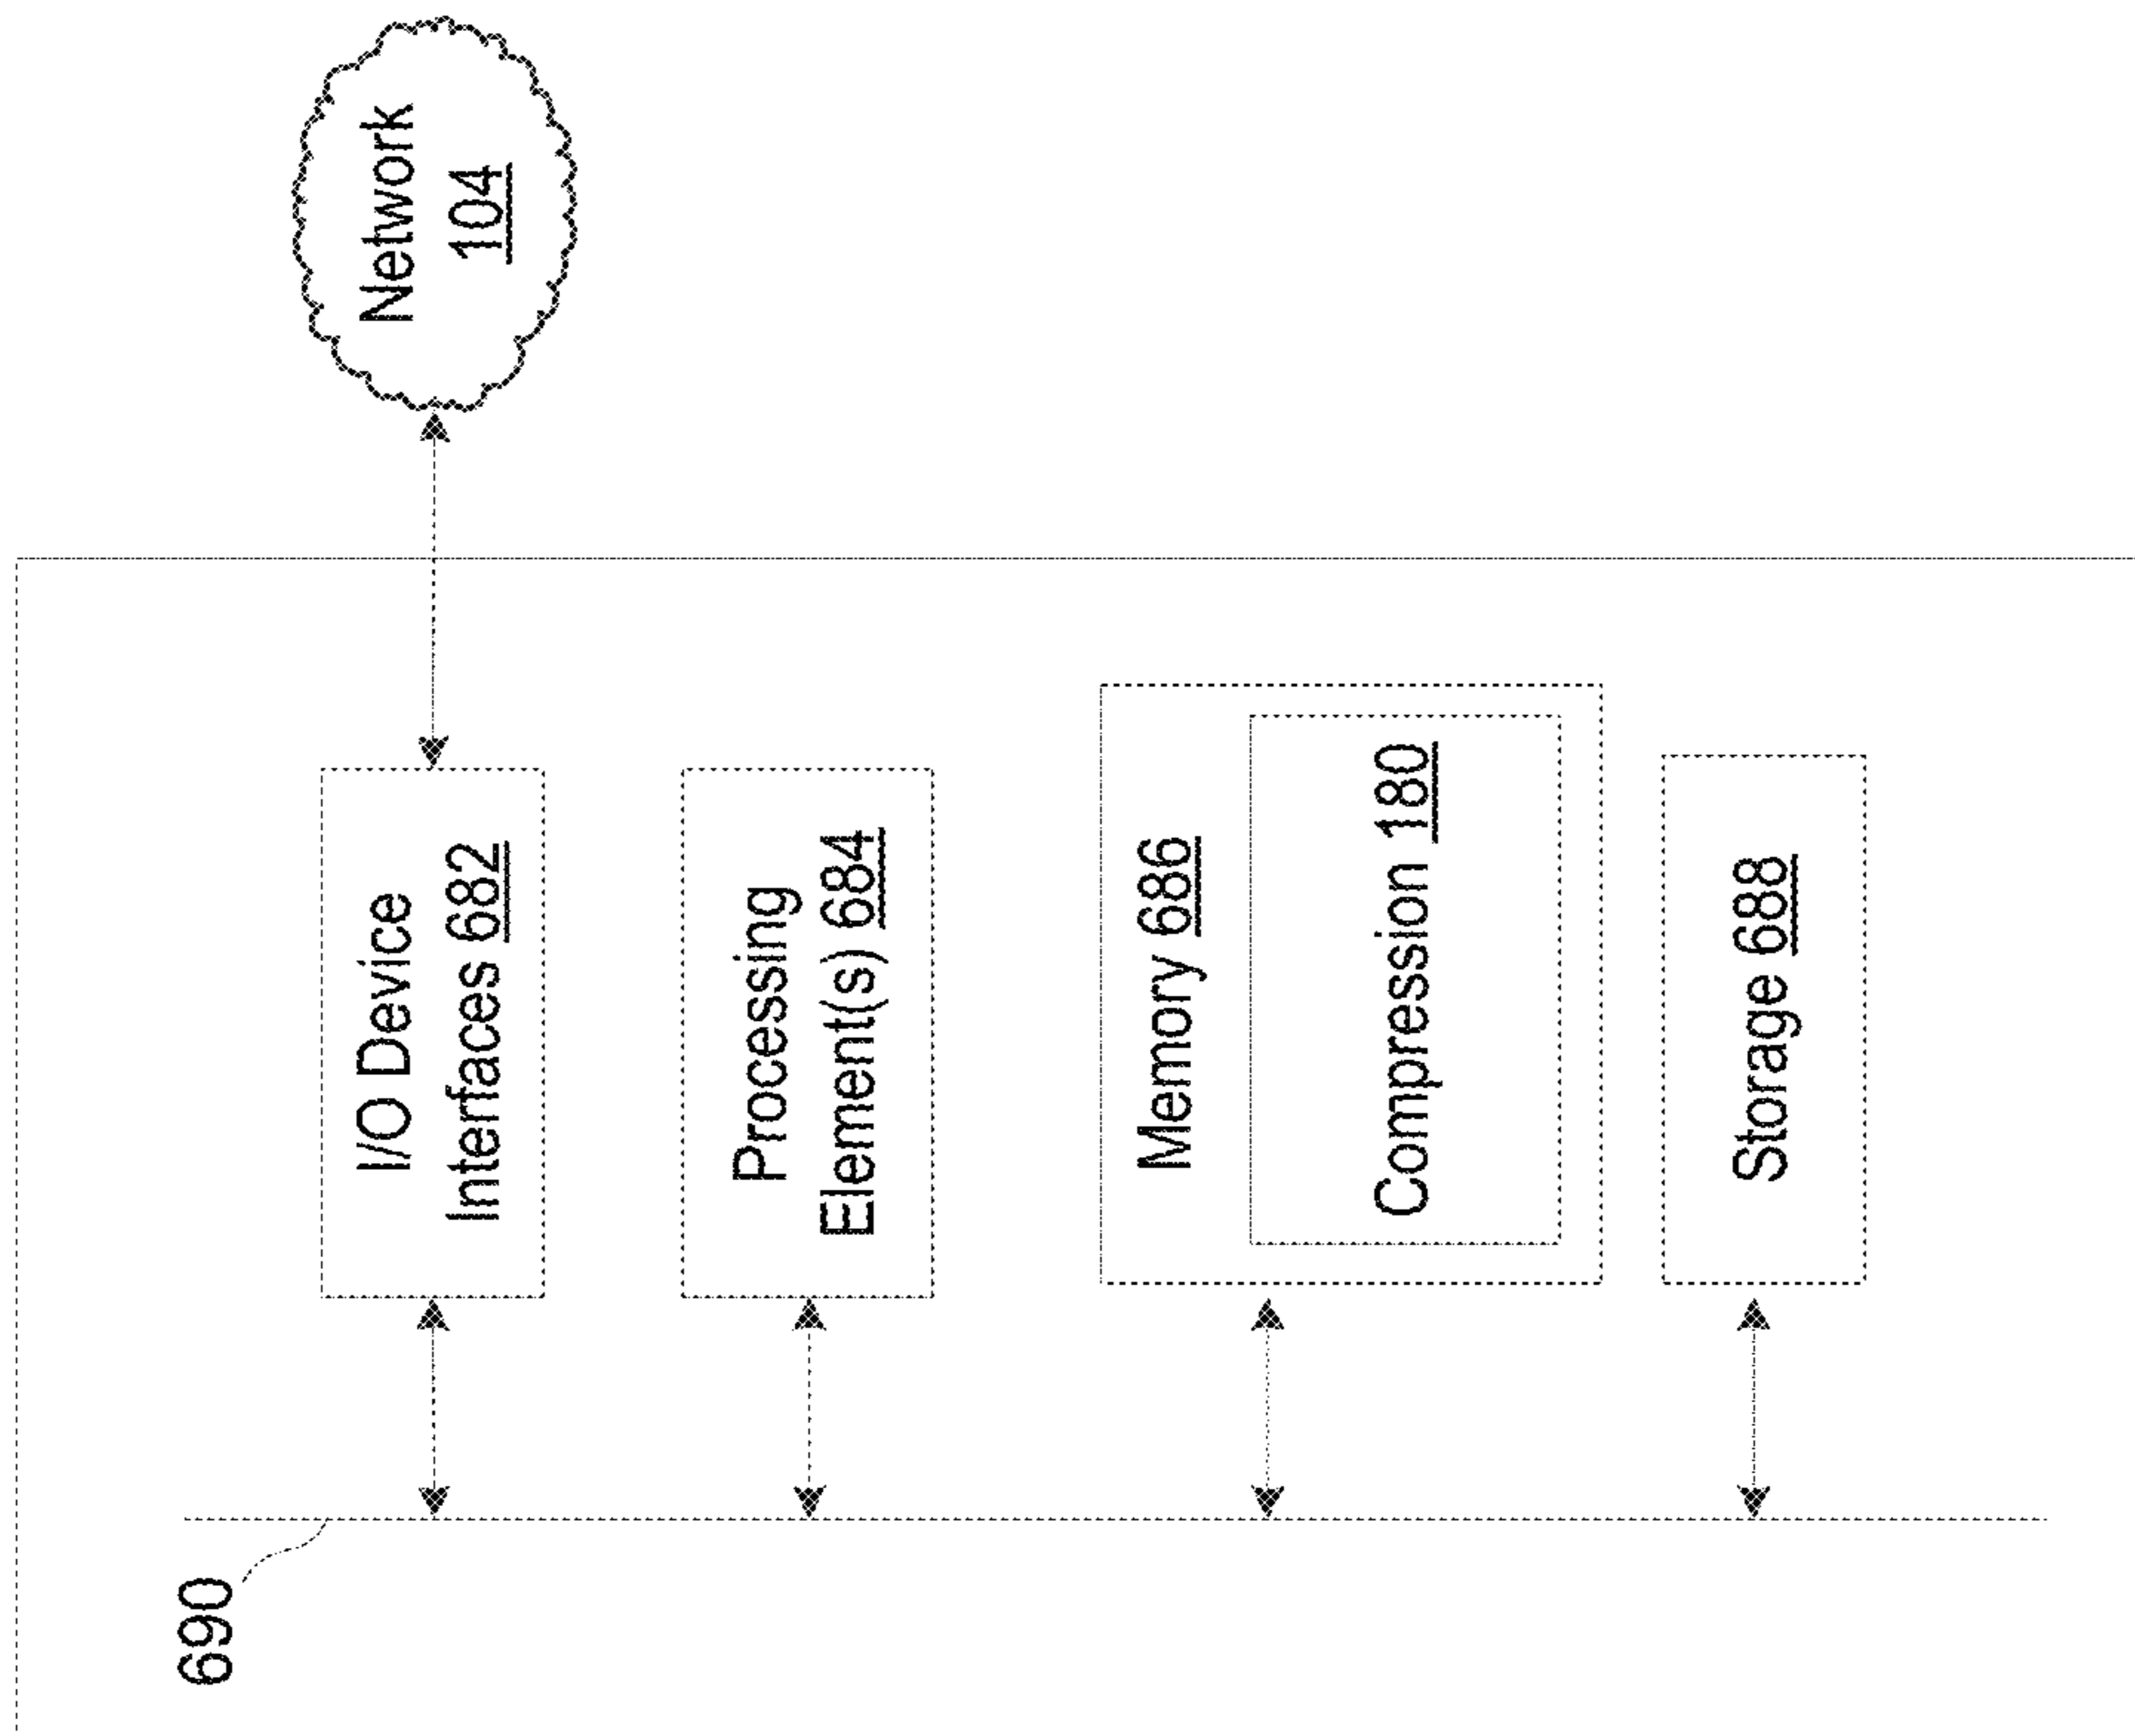 Network
104
I/O Device
Interfaces 682
Processing
Element(s) 684
Memory 686
Compression 180
Storage 688
690